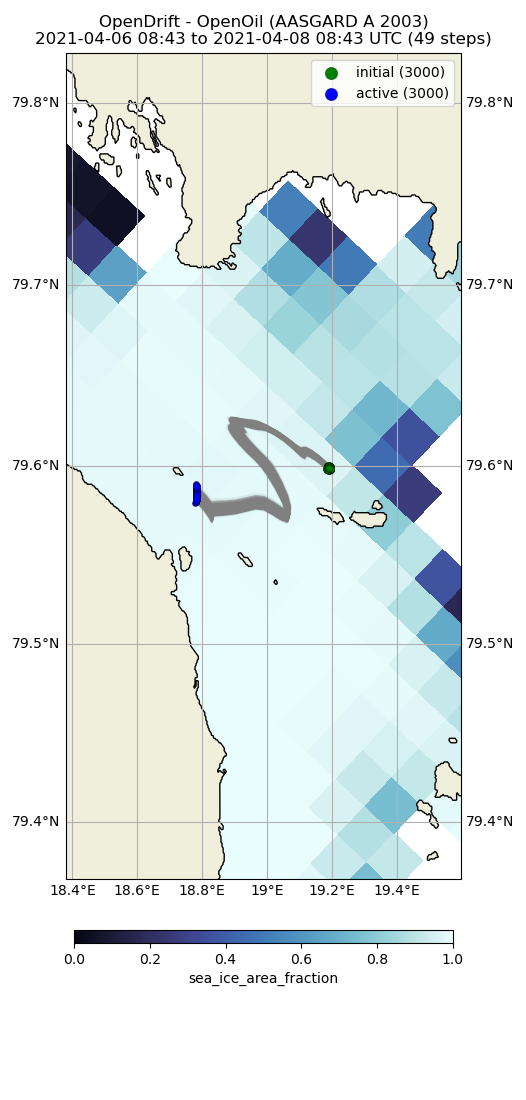 OpenDrift - OpenOil (AASGARD A 2003)
2021-04-06 08:43 to 2021-04-08 08:43 UTC (49 steps)
initial (3000)
active (3000)
79.8°N 79.8°N
79.7°N 79.7°N
79.6°N 79.6°N
79.5°N 79.5°N
79.4°N 79.4°N
18.4°E 18.6°E 18.8°E 19°E 19.2°E 19.4°E
0.0 0.2 0.4 0.6 0.8 1.0
sea_ice_area_fraction